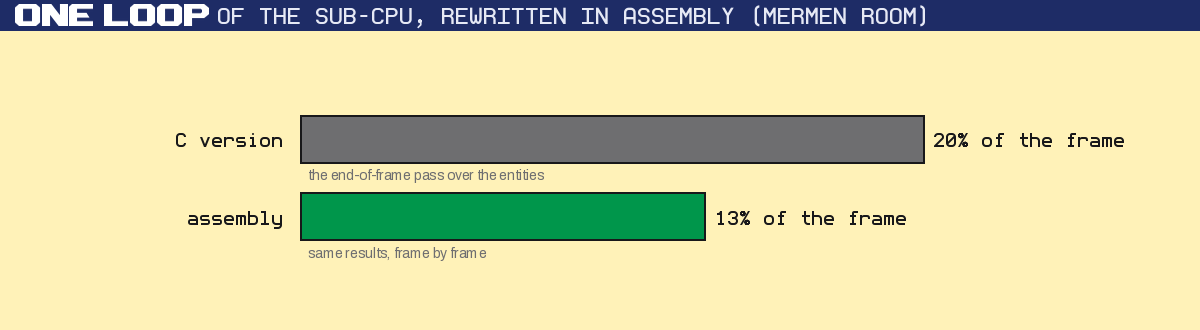 ONE LOOP OF THE SUB-CPU, REWRITTEN IN ASSEMBLY (MERMEN ROOM)
C version 20% of the frame
the end-of-frame pass over the entities
assembly 13% of the frame
same results, frame by frame